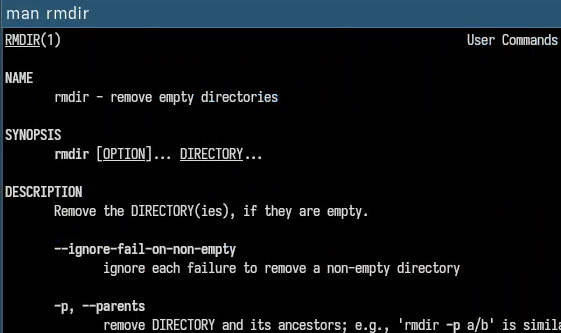 man rmdir
RMDIR(1) User Commands
NAME
rmdir - remove empty directories
SYNOPSIS
rmdir [OPTION]... DIRECTORY...
DESCRIPTION
Remove the DIRECTORY(ies), if they are empty.
--ignore-fail-on-non-empty
ignore each failure to remove a non-empty directory
-p, --parents
remove DIRECTORY and its ancestors; e.g., 'rmdir -p a/b' is